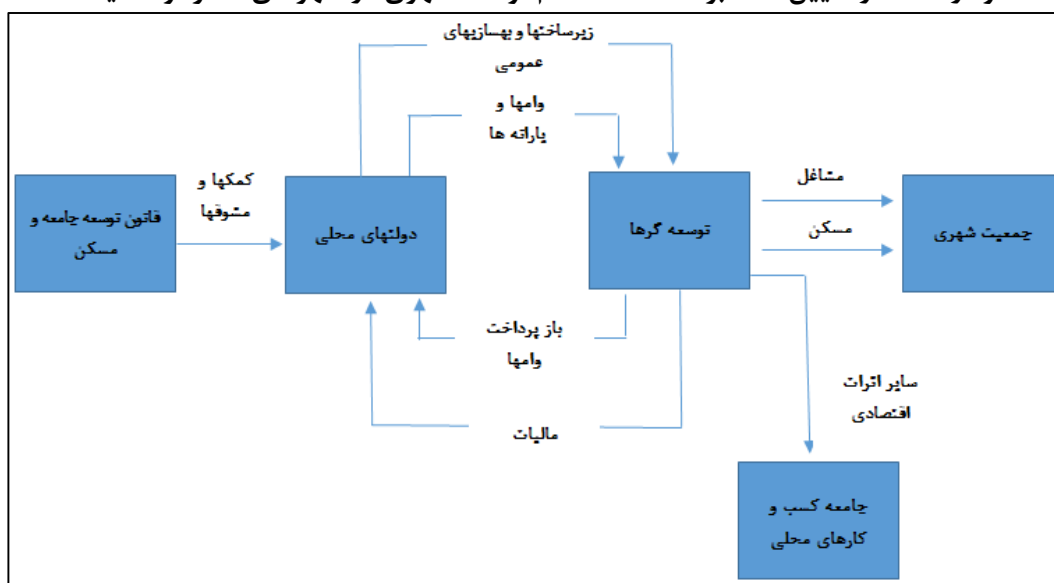 زیرساختها و بهسازیهای
عمومی
وامها و
یارانه ها
کمکها و
مشوقها
قانون توسعه جامعه و
مسکن
دولتهای محلی
توسعه گرها
مشاغل
مسکن
جمعیت شهری
باز پرداخت
وامها
مالیات
سایر اثرات
اقتصادی
جامعه کسب و
کارهای محلی